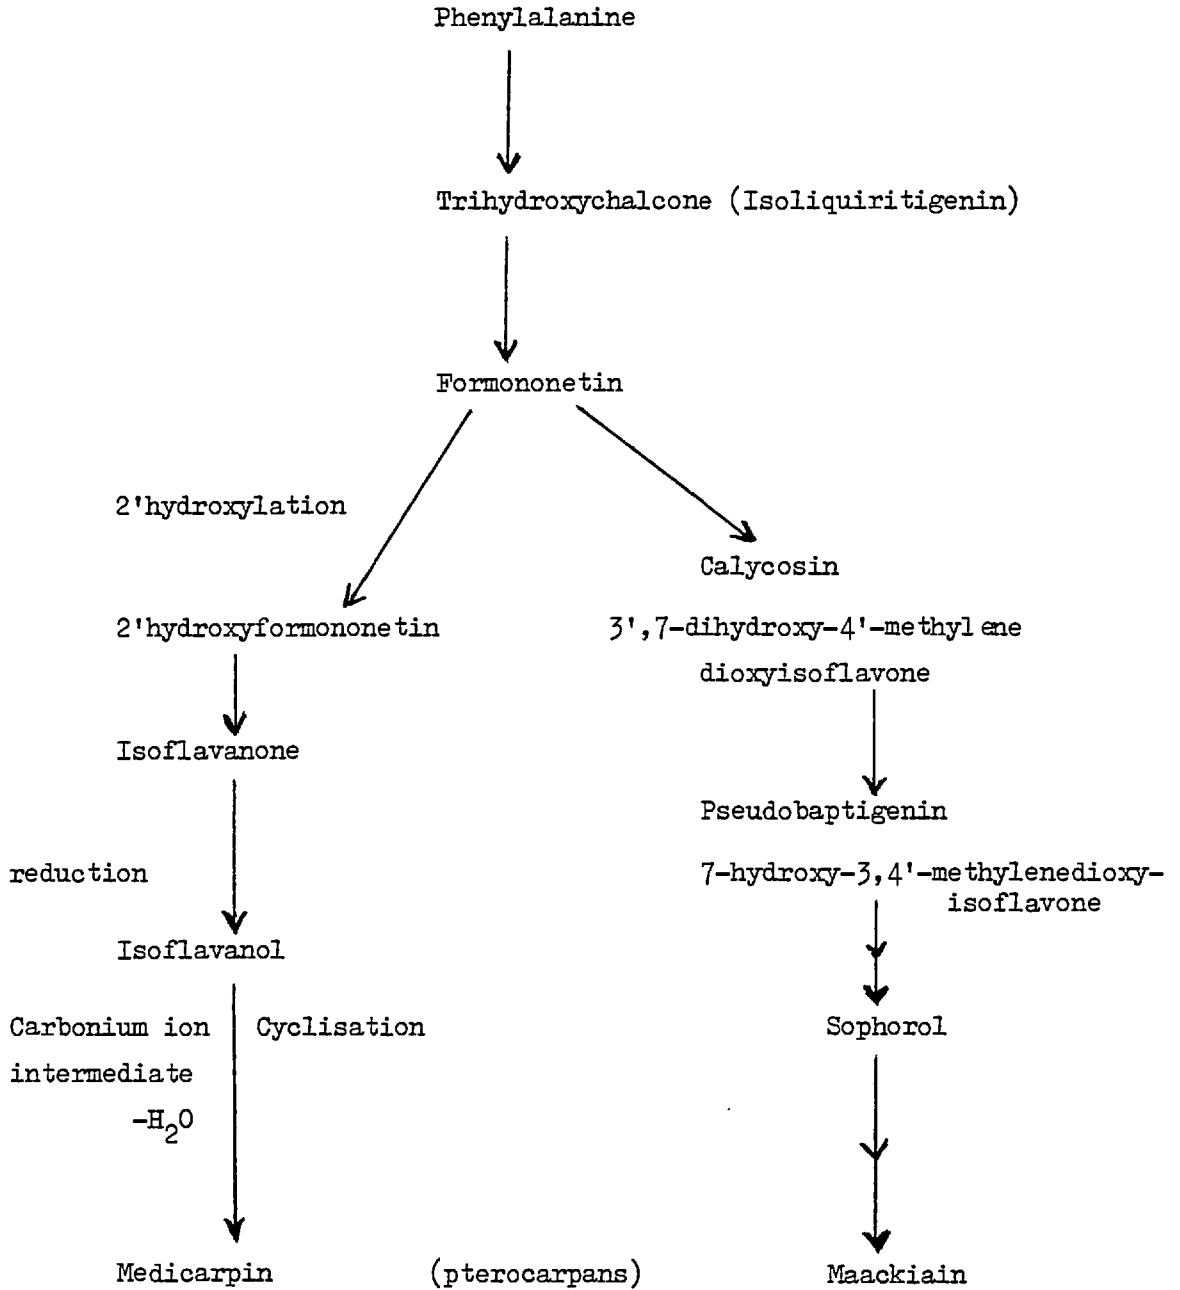 Phenylalanine
Trihydroxychalcone (Isoliquiritigenin)
Formononetin
2'hydroxylation
Calycosin
2'hydroxyformononetin
3',7-dihydroxy-4'-methylene
dioxyisoflavone
Isoflavanone
Pseudobaptigenin
reduction
7-hydroxy-3,4'-methylenedioxy-
isoflavone
Isoflavanol
Carbonium ion
intermediate
-H2O
Cyclisation
Sophorol
Medicarpin
(pterocarpans)
Maackiain